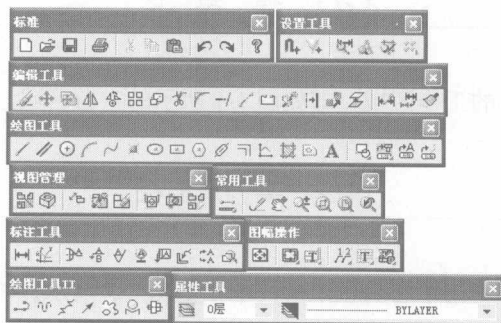 标准
设置工具
编辑工具
绘图工具
视图管理
常用工具
标注工具
图幅操作
绘图工具II
属性工具
0层
BYLAYER